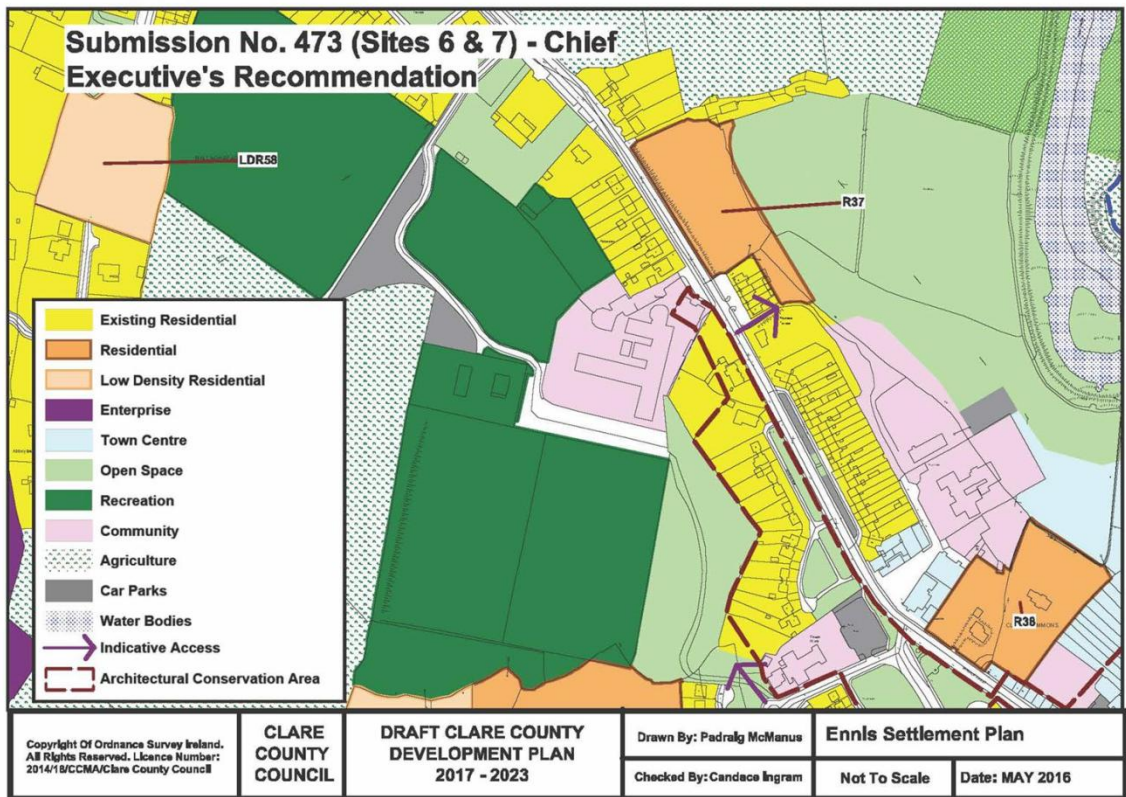 Submission No. 473 (Sites 6 & 7) - Chief
Executive's Recommendation
LDR58
R37
Existing Residential
Residential
Low Density Residential
Enterprise
Town Centre
Open Space
Recreation
Community
Agriculture
Car Parks
Water Bodies
Indicative Access
Architectural Conservation Area
R38
Copyright Of Ordnance Survey Ireland.
All Rights Reserved. Licence Number:
2014/18/CCMA/Clare County Council
CLARE
COUNTY
COUNCIL
DRAFT CLARE COUNTY
DEVELOPMENT PLAN
2017 - 2023
Drawn By: Padraig McManus
Checked By: Candace Ingram
Ennis Settlement Plan
Not To Scale
Date: MAY 2016